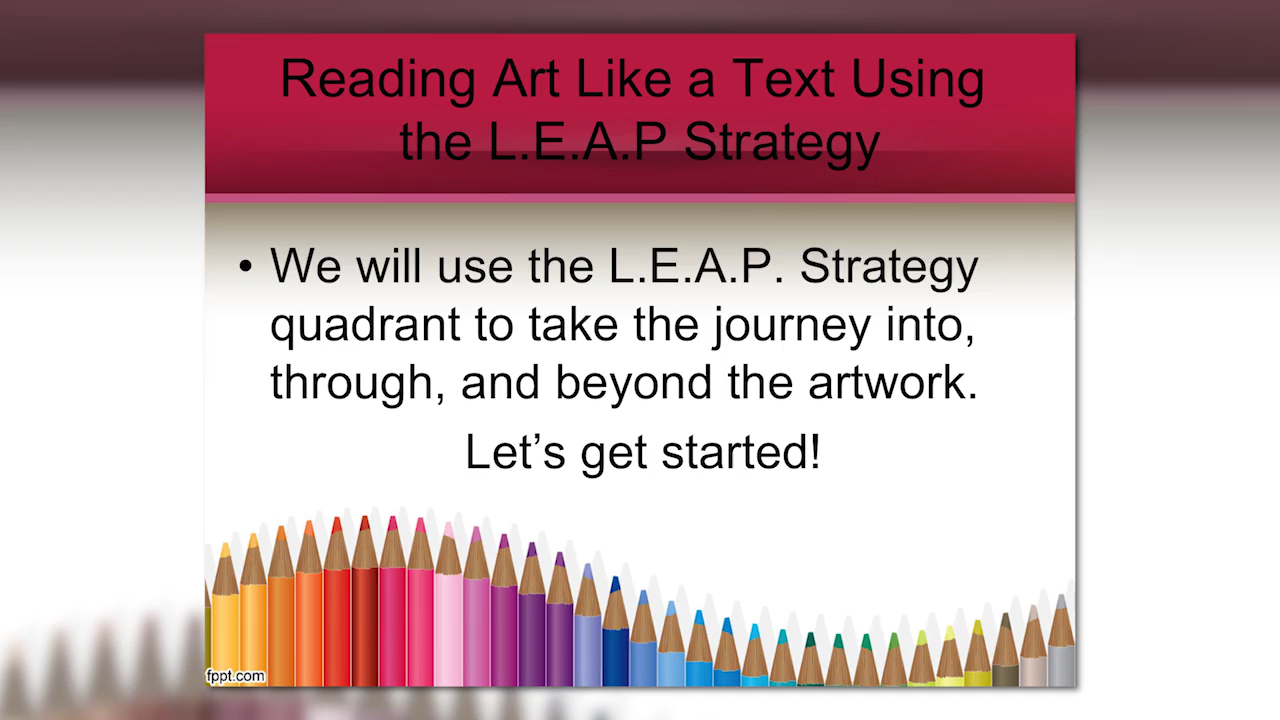 Reading Art Like a Text Using
the L.E.A.P Strategy
• We will use the L.E.A.P. Strategy
quadrant to take the journey into,
through, and beyond the artwork.
Let’s get started!
fppt.com